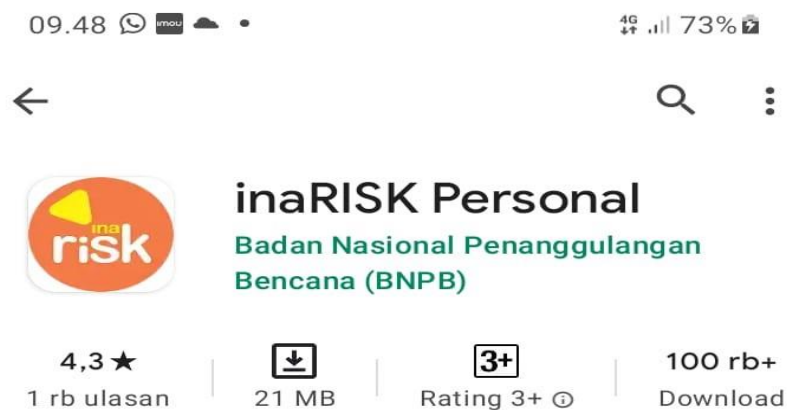 09.48 imou 4G 73%
inaRISK Personal
ina
risk
Badan Nasional Penanggulangan
Bencana (BNPB)
4,3★ 3+ 100 rb+
1 rb ulasan 21 MB Rating 3+ Download